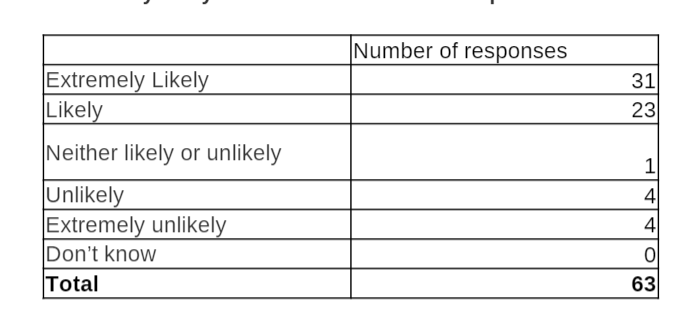 Number of responses
Extremely Likely 31
Likely 23
Neither likely or unlikely 1
Unlikely 4
Extremely unlikely 4
Don’t know 0
Total 63